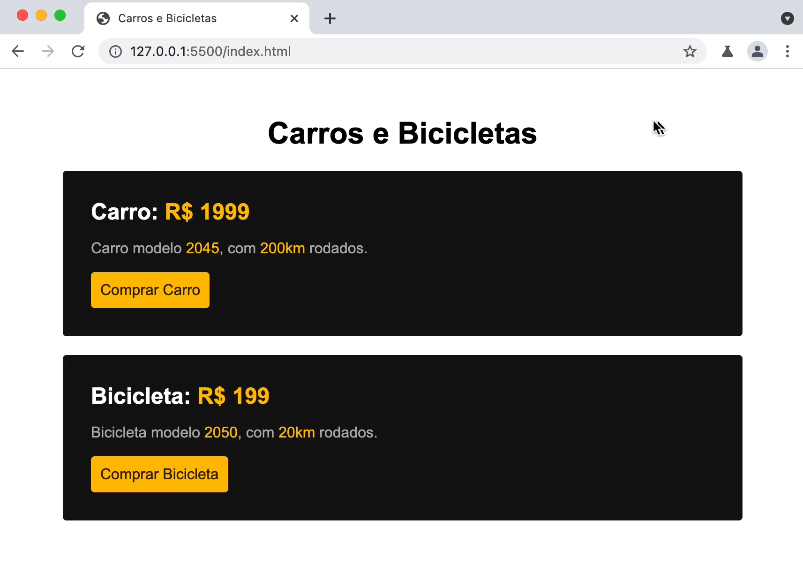 Carros e Bicicletas
127.0.0.1:5500/index.html
Carros e Bicicletas
Carro: R$ 1999
Carro modelo 2045, com 200km rodados.
Comprar Carro
Bicicleta: R$ 199
Bicicleta modelo 2050, com 20km rodados.
Comprar Bicicleta